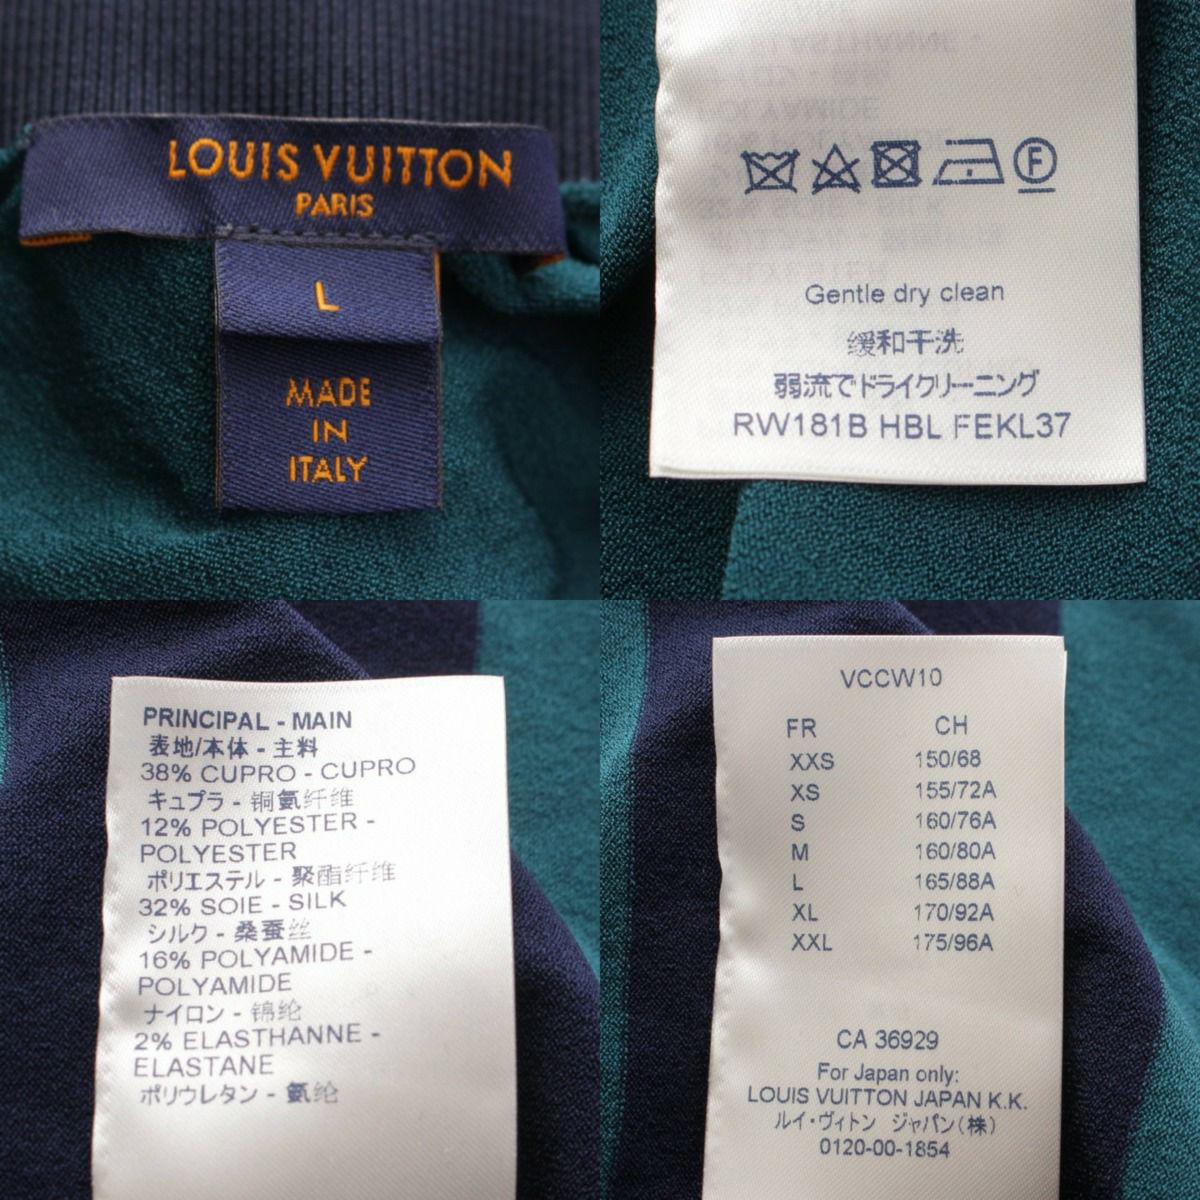 LOUIS VUITTON
PARIS
L
MADE
IN
ITALY
POLYAMIDE
F
Gentle dry clean
缓和干洗
弱流でドライクリーニング
RW181B HBL FEKL37
PRINCIPAL - MAIN
表地/本体 - 主料
38% CUPRO - CUPRO
キュプラ - 铜氨纤维
12% POLYESTER -
POLYESTER
ポリエステル - 聚酯纤维
32% SOIE - SILK
シルク - 桑蚕丝
16% POLYAMIDE -
POLYAMIDE
ナイロン - 锦纶
2% ELASTHANNE -
ELASTANE
ポリウレタン - 氨纶
VCCW10
FR CH
XXS 150/68
XS 155/72A
S 160/76A
M 160/80A
L 165/88A
XL 170/92A
XXL 175/96A
CA 36929
For Japan only:
LOUIS VUITTON JAPAN K.K.
ルイ・ヴィトン ジャパン(株)
0120-00-1854